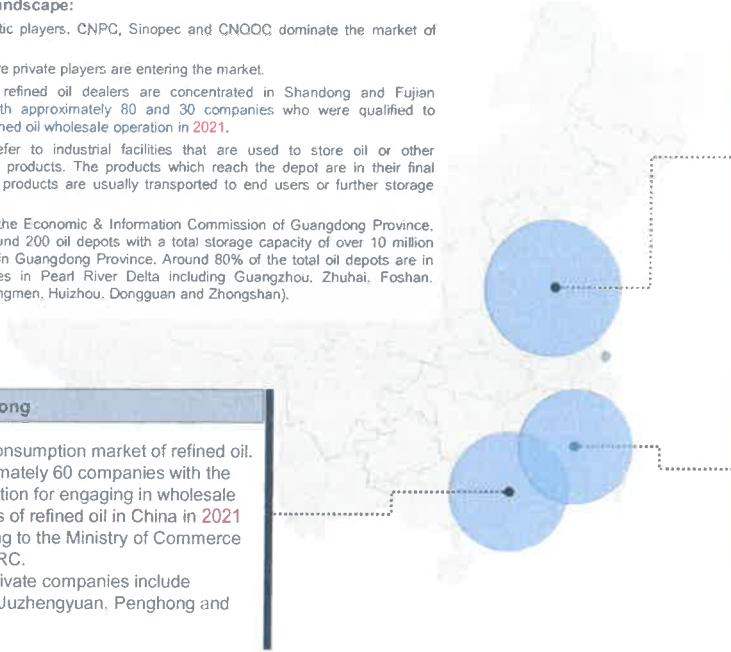 ndscape:
tic players. CNPC, Sinopec and CNOOC dominate the market of
re private players are entering the market.
refined oil dealers are concentrated in Shandong and Fujian
th approximately 80 and 30 companies who were qualified to
ned oil wholesale operation in 2021.
efer to industrial facilities that are used to store oil or other
products. The products which reach the depot are in their final
products are usually transported to end users or further storage
the Economic & Information Commission of Guangdong Province.
und 200 oil depots with a total storage capacity of over 10 million
in Guangdong Province. Around 80% of the total oil depots are in
es in Pearl River Delta including Guangzhou. Zhuhai, Foshan.
ngmen, Huizhou. Dongguan and Zhongshan).
ong
onsumption market of refined oil.
mately 60 companies with the
tion for engaging in wholesale
s of refined oil in China in 2021
ng to the Ministry of Commerce
RC.
ivate companies include
Juzhengyuan, Penghong and